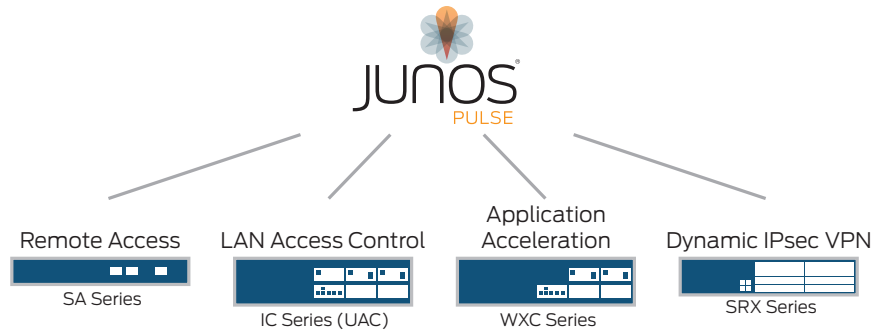 JUNOS®
PULSE
Remote Access
SA Series
LAN Access Control
IC Series (UAC)
Application
Acceleration
WXC Series
Dynamic IPsec VPN
SRX Series